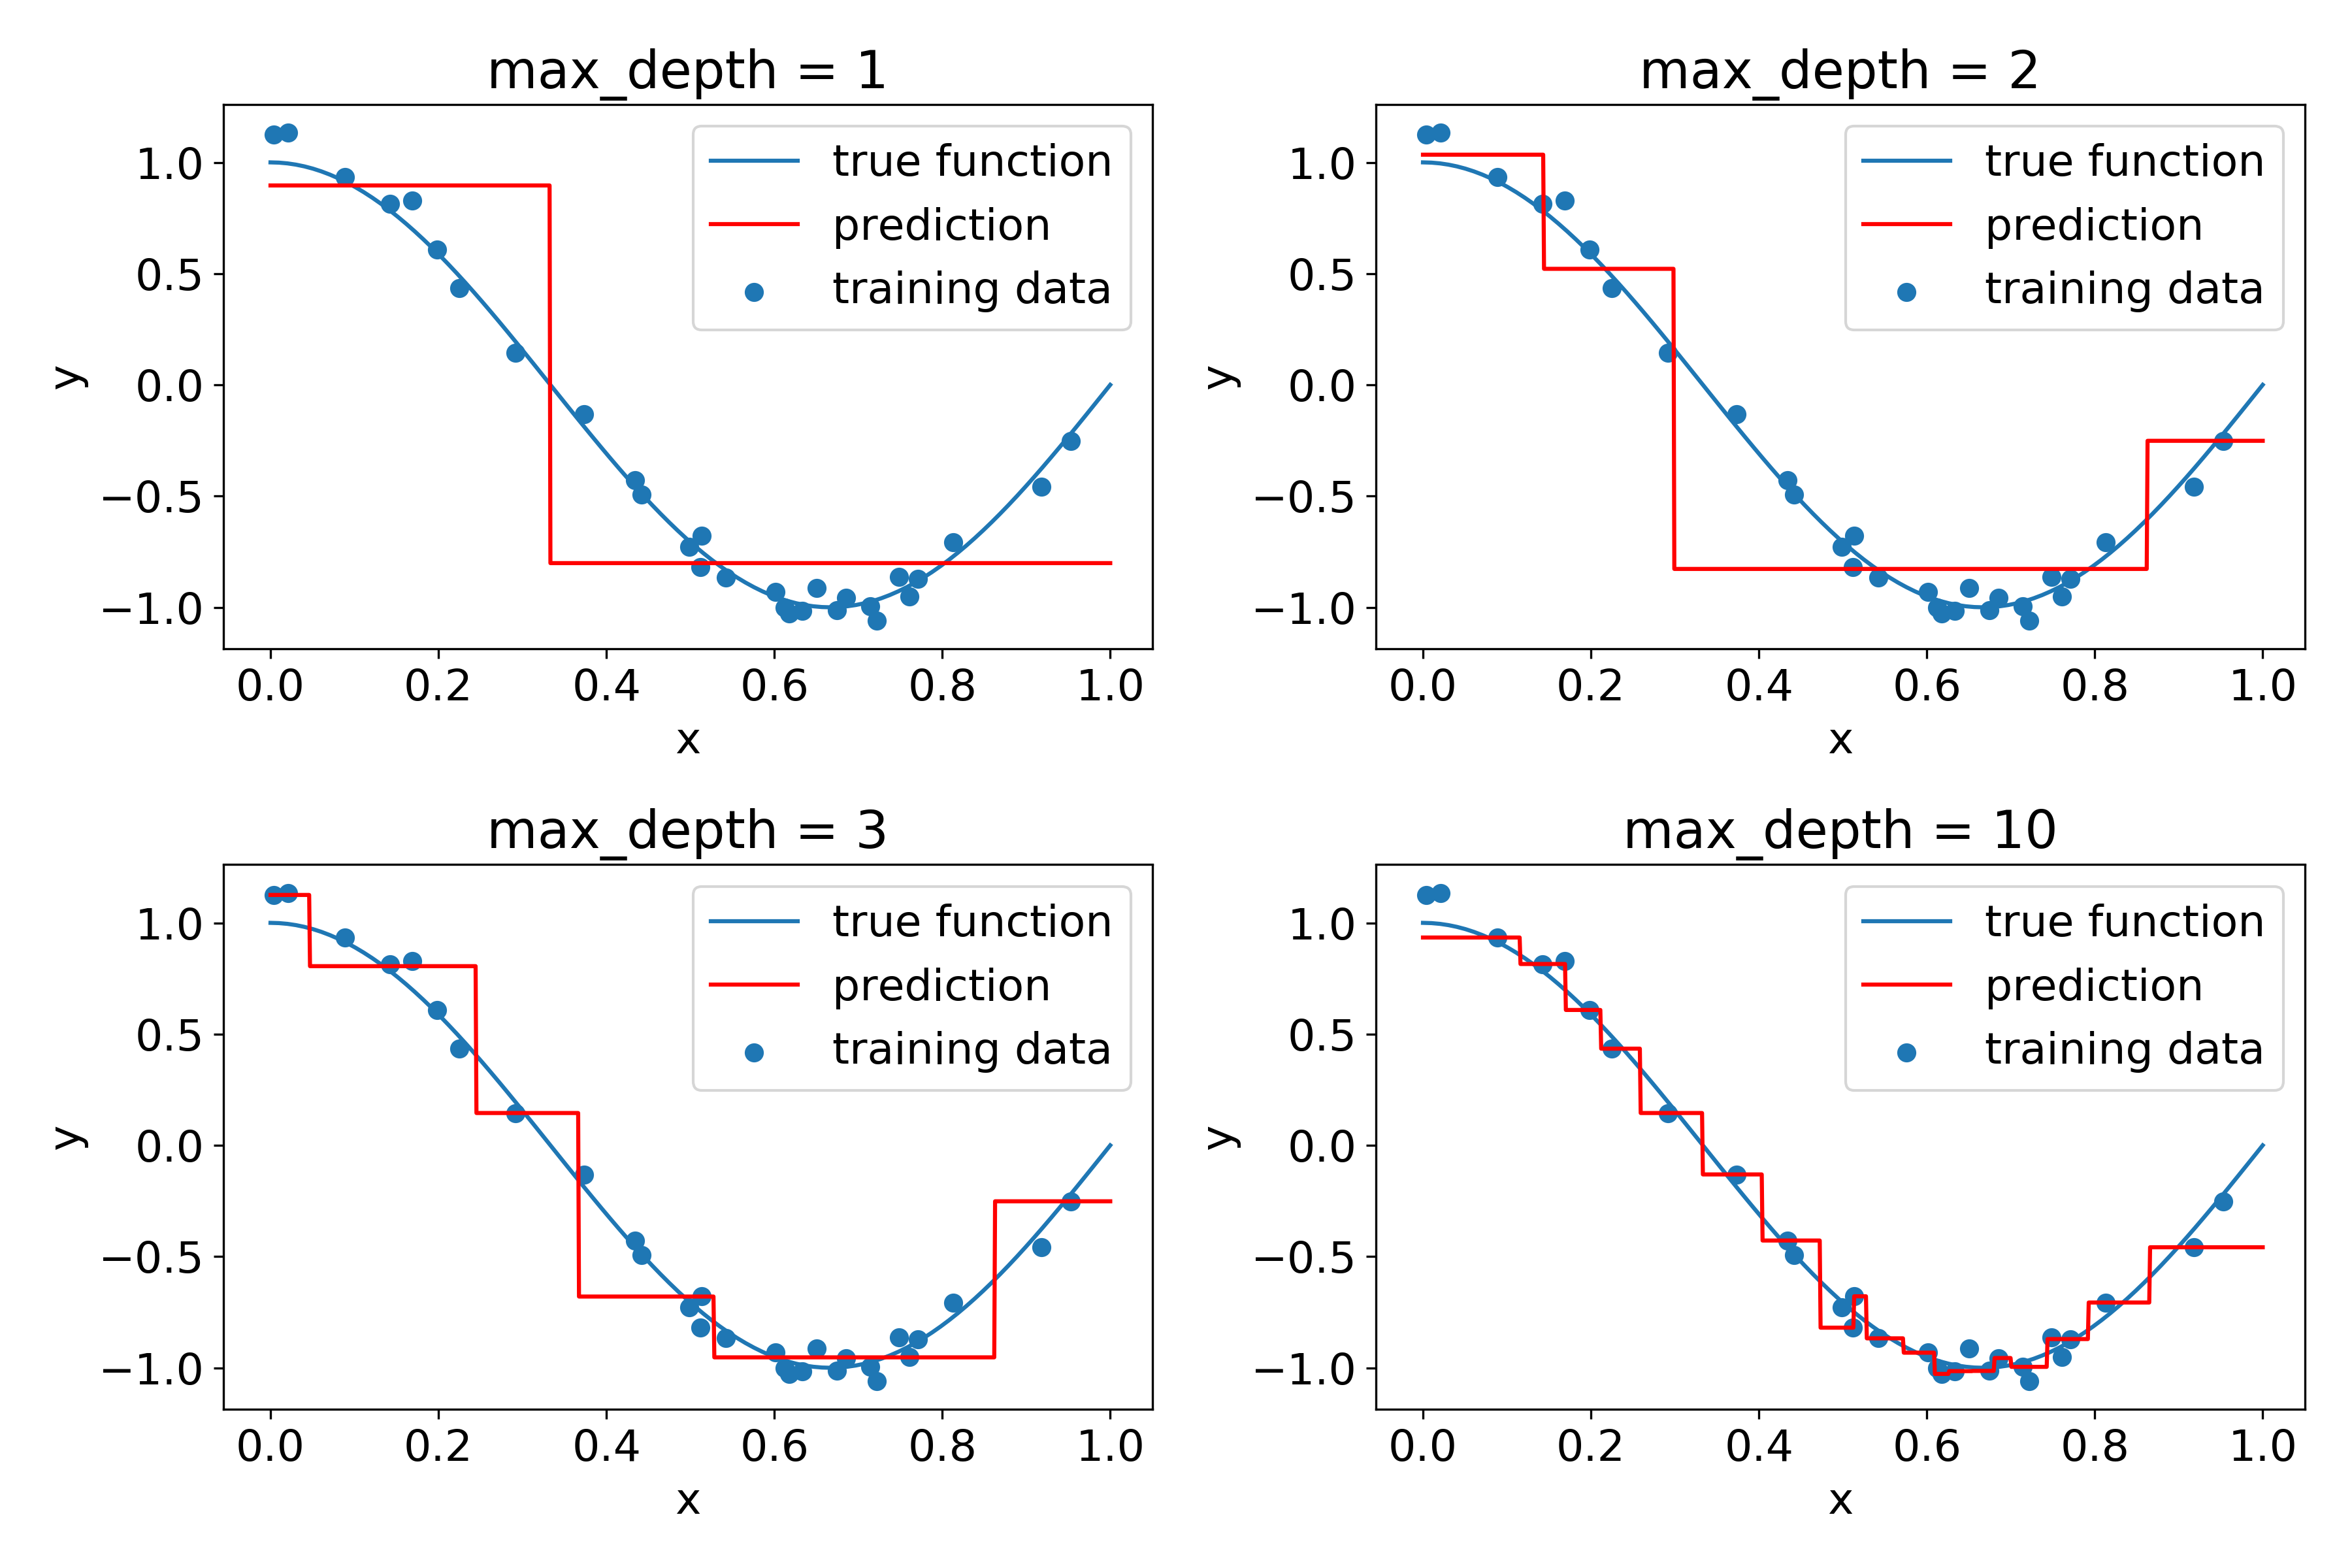 max_depth = 1
1.0
0.5
0.0
−0.5
−1.0
y
true function
prediction
training data
0.0 0.2 0.4 0.6 0.8 1.0
x
max_depth = 2
1.0
0.5
0.0
−0.5
−1.0
y
true function
prediction
training data
0.0 0.2 0.4 0.6 0.8 1.0
x
max_depth = 3
1.0
0.5
0.0
−0.5
−1.0
y
true function
prediction
training data
0.0 0.2 0.4 0.6 0.8 1.0
x
max_depth = 10
1.0
0.5
0.0
−0.5
−1.0
y
true function
prediction
training data
0.0 0.2 0.4 0.6 0.8 1.0
x